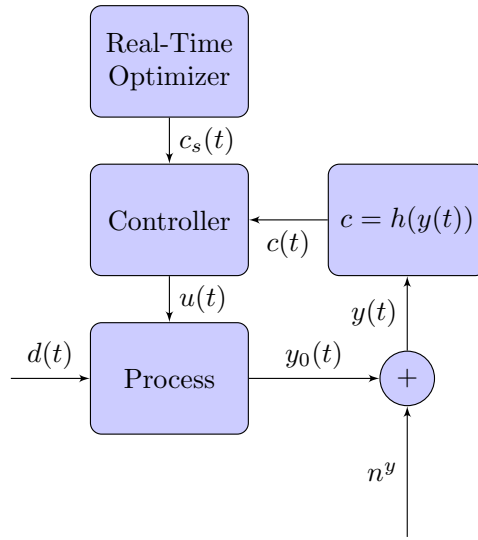 Real-Time
Optimizer
c_s(t)
Controller
c(t)
c = h(y(t))
u(t)
y(t)
d(t)
Process
y_0(t)
+
n^y